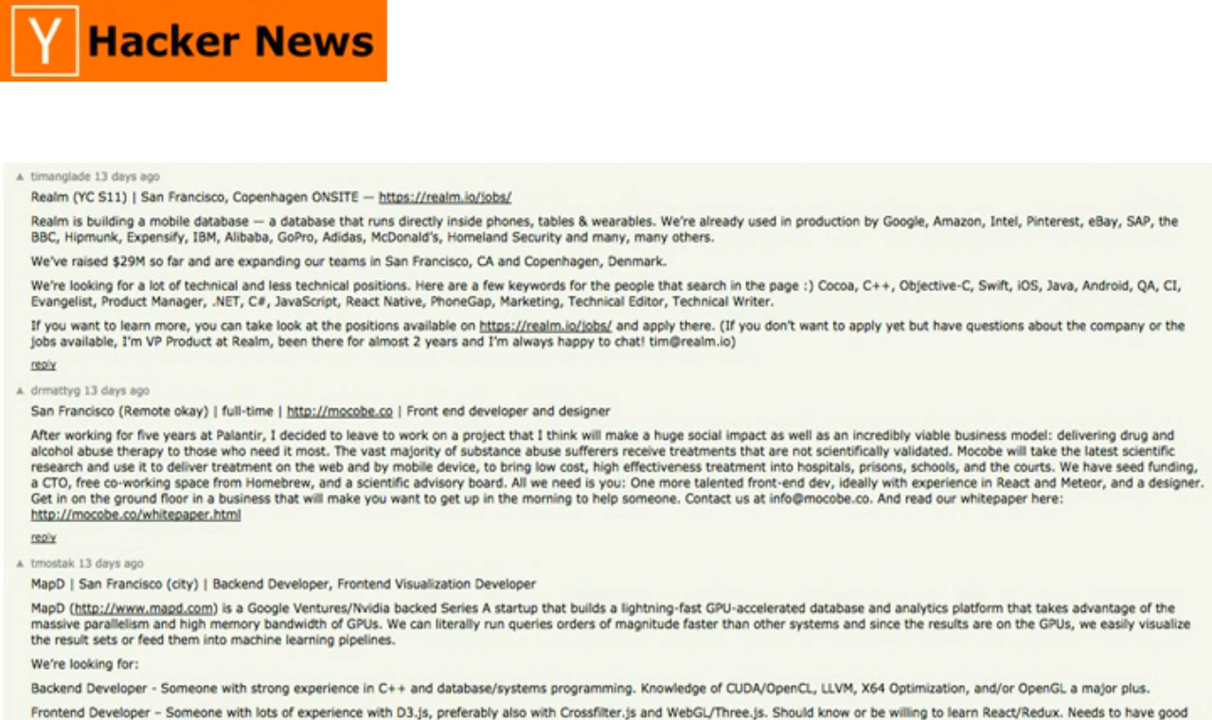 Y Hacker News
▲ timanglade 13 days ago
Realm (YC S11) | San Francisco, Copenhagen ONSITE — https://realm.io/jobs/
Realm is building a mobile database — a database that runs directly inside phones, tables & wearables. We're already used in production by Google, Amazon, Intel, Pinterest, eBay, SAP, the
BBC, Hipmunk, Expensify, IBM, Alibaba, GoPro, Adidas, McDonald's, Homeland Security and many, many others.
We've raised $29M so far and are expanding our teams in San Francisco, CA and Copenhagen, Denmark.
We're looking for a lot of technical and less technical positions. Here are a few keywords for the people that search in the page :) Cocoa, C++, Objective-C, Swift, iOS, Java, Android, QA, CI,
Evangelist, Product Manager, .NET, C#, JavaScript, React Native, PhoneGap, Marketing, Technical Editor, Technical Writer.
If you want to learn more, you can take look at the positions available on https://realm.io/jobs/ and apply there. (If you don't want to apply yet but have questions about the company or the
jobs available, I'm VP Product at Realm, been there for almost 2 years and I'm always happy to chat! tim@realm.io)
reply
▲ drmattyg 13 days ago
San Francisco (Remote okay) | full-time | http://mocobe.co | Front end developer and designer
After working for five years at Palantir, I decided to leave to work on a project that I think will make a huge social impact as well as an incredibly viable business model: delivering drug and
alcohol abuse therapy to those who need it most. The vast majority of substance abuse sufferers receive treatments that are not scientifically validated. Mocobe will take the latest scientific
research and use it to deliver treatment on the web and by mobile device, to bring low cost, high effectiveness treatment into hospitals, prisons, schools, and the courts. We have seed funding,
a CTO, free co-working space from Homebrew, and a scientific advisory board. All we need is you: One more talented front-end dev, ideally with experience in React and Meteor, and a designer.
Get in on the ground floor in a business that will make you want to get up in the morning to help someone. Contact us at info@mocobe.co. And read our whitepaper here:
http://mocobe.co/whitepaper.html
reply
▲ tmostak 13 days ago
MapD | San Francisco (city) | Backend Developer, Frontend Visualization Developer
MapD (http://www.mapd.com) is a Google Ventures/Nvidia backed Series A startup that builds a lightning-fast GPU-accelerated database and analytics platform that takes advantage of the
massive parallelism and high memory bandwidth of GPUs. We can literally run queries orders of magnitude faster than other systems and since the results are on the GPUs, we easily visualize
the result sets or feed them into machine learning pipelines.
We're looking for:
Backend Developer - Someone with strong experience in C++ and database/systems programming. Knowledge of CUDA/OpenCL, LLVM, X64 Optimization, and/or OpenGL a major plus.
Frontend Developer – Someone with lots of experience with D3.js, preferably also with Crossfilter.js and WebGL/Three.js. Should know or be willing to learn React/Redux. Needs to have good